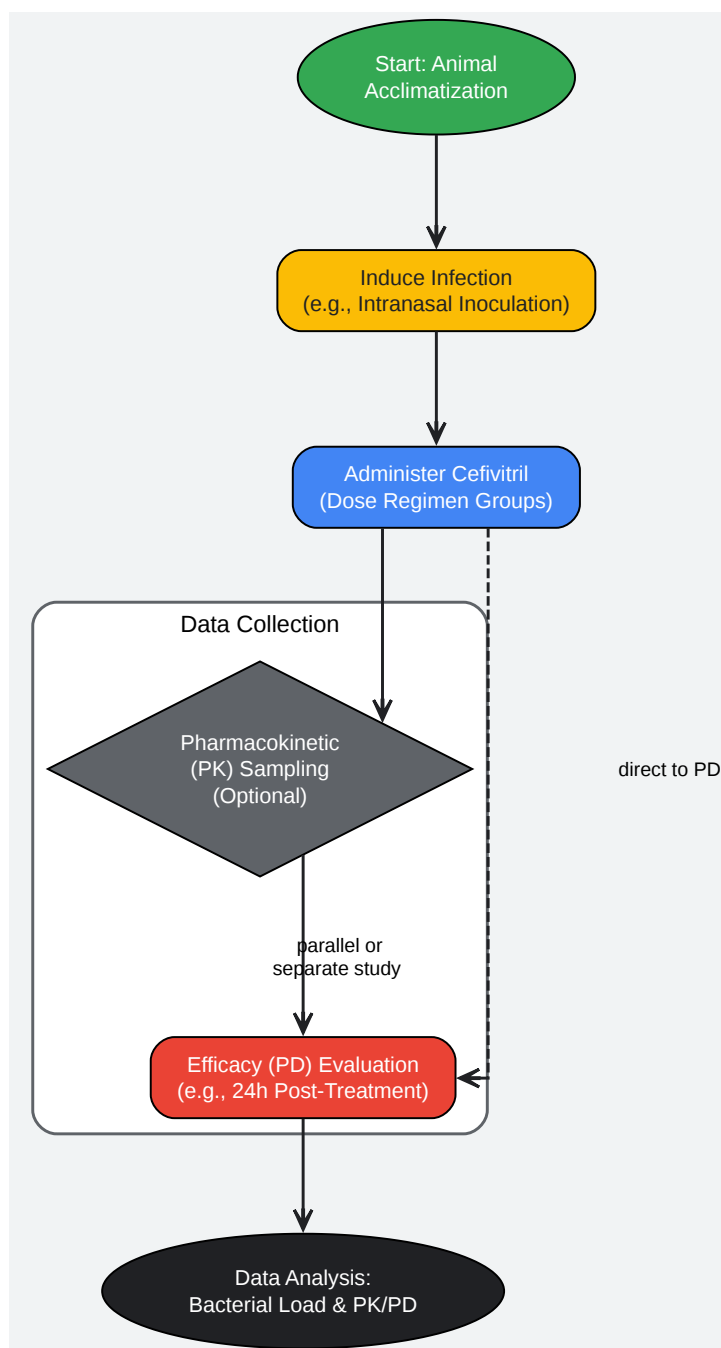 Start: Animal
Acclimatization
Induce Infection
(e.g., Intranasal Inoculation)
Administer Cefivitril
(Dose Regimen Groups)
Data Collection
Pharmacokinetic
(PK) Sampling
(Optional)
direct to PD
parallel or
separate study
Efficacy (PD) Evaluation
(e.g., 24h Post-Treatment)
Data Analysis:
Bacterial Load & PK/PD